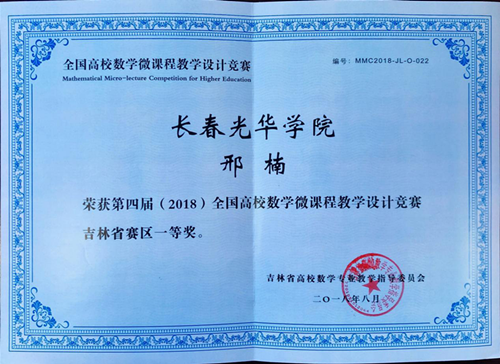 全国高校数学微课程教学设计竞赛
Mathematical Micro-lecture Competition for Higher Education
编号：MMC2018-JL-O-022
长春光华学院
邢楠
荣获第四届（2018）全国高校数学微课程教学设计竞赛
吉林省赛区一等奖。
吉林省高校数学专业教学指导委员会
二〇一八年八月